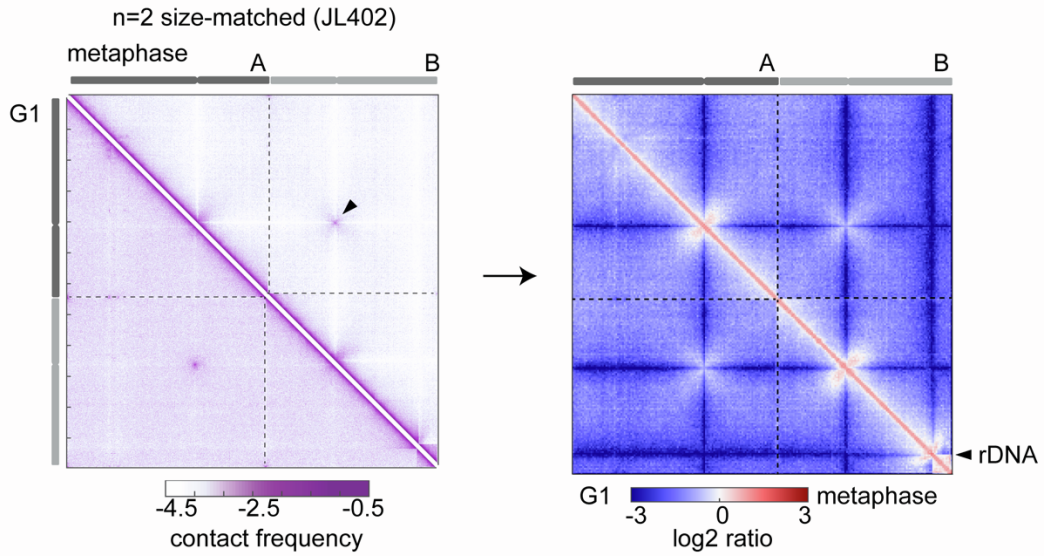 n=2 size-matched (JL402)
metaphase
A
B
A
B
G1
rDNA
-4.5
-2.5
-0.5
contact frequency
G1
metaphase
-3
0
3
log2 ratio